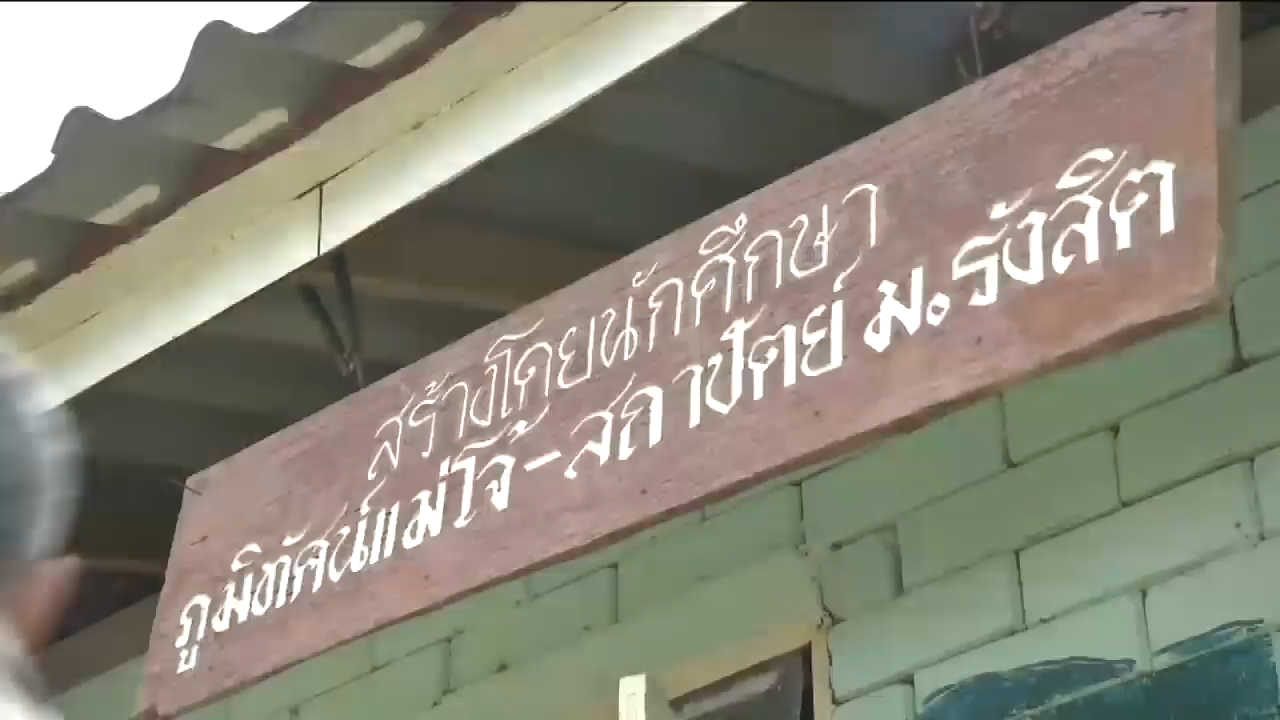 สร้างโดยนักศึกษา
ภูมิทัศน์แม่โจ้-สถาปัตย์ ม.รังสิต